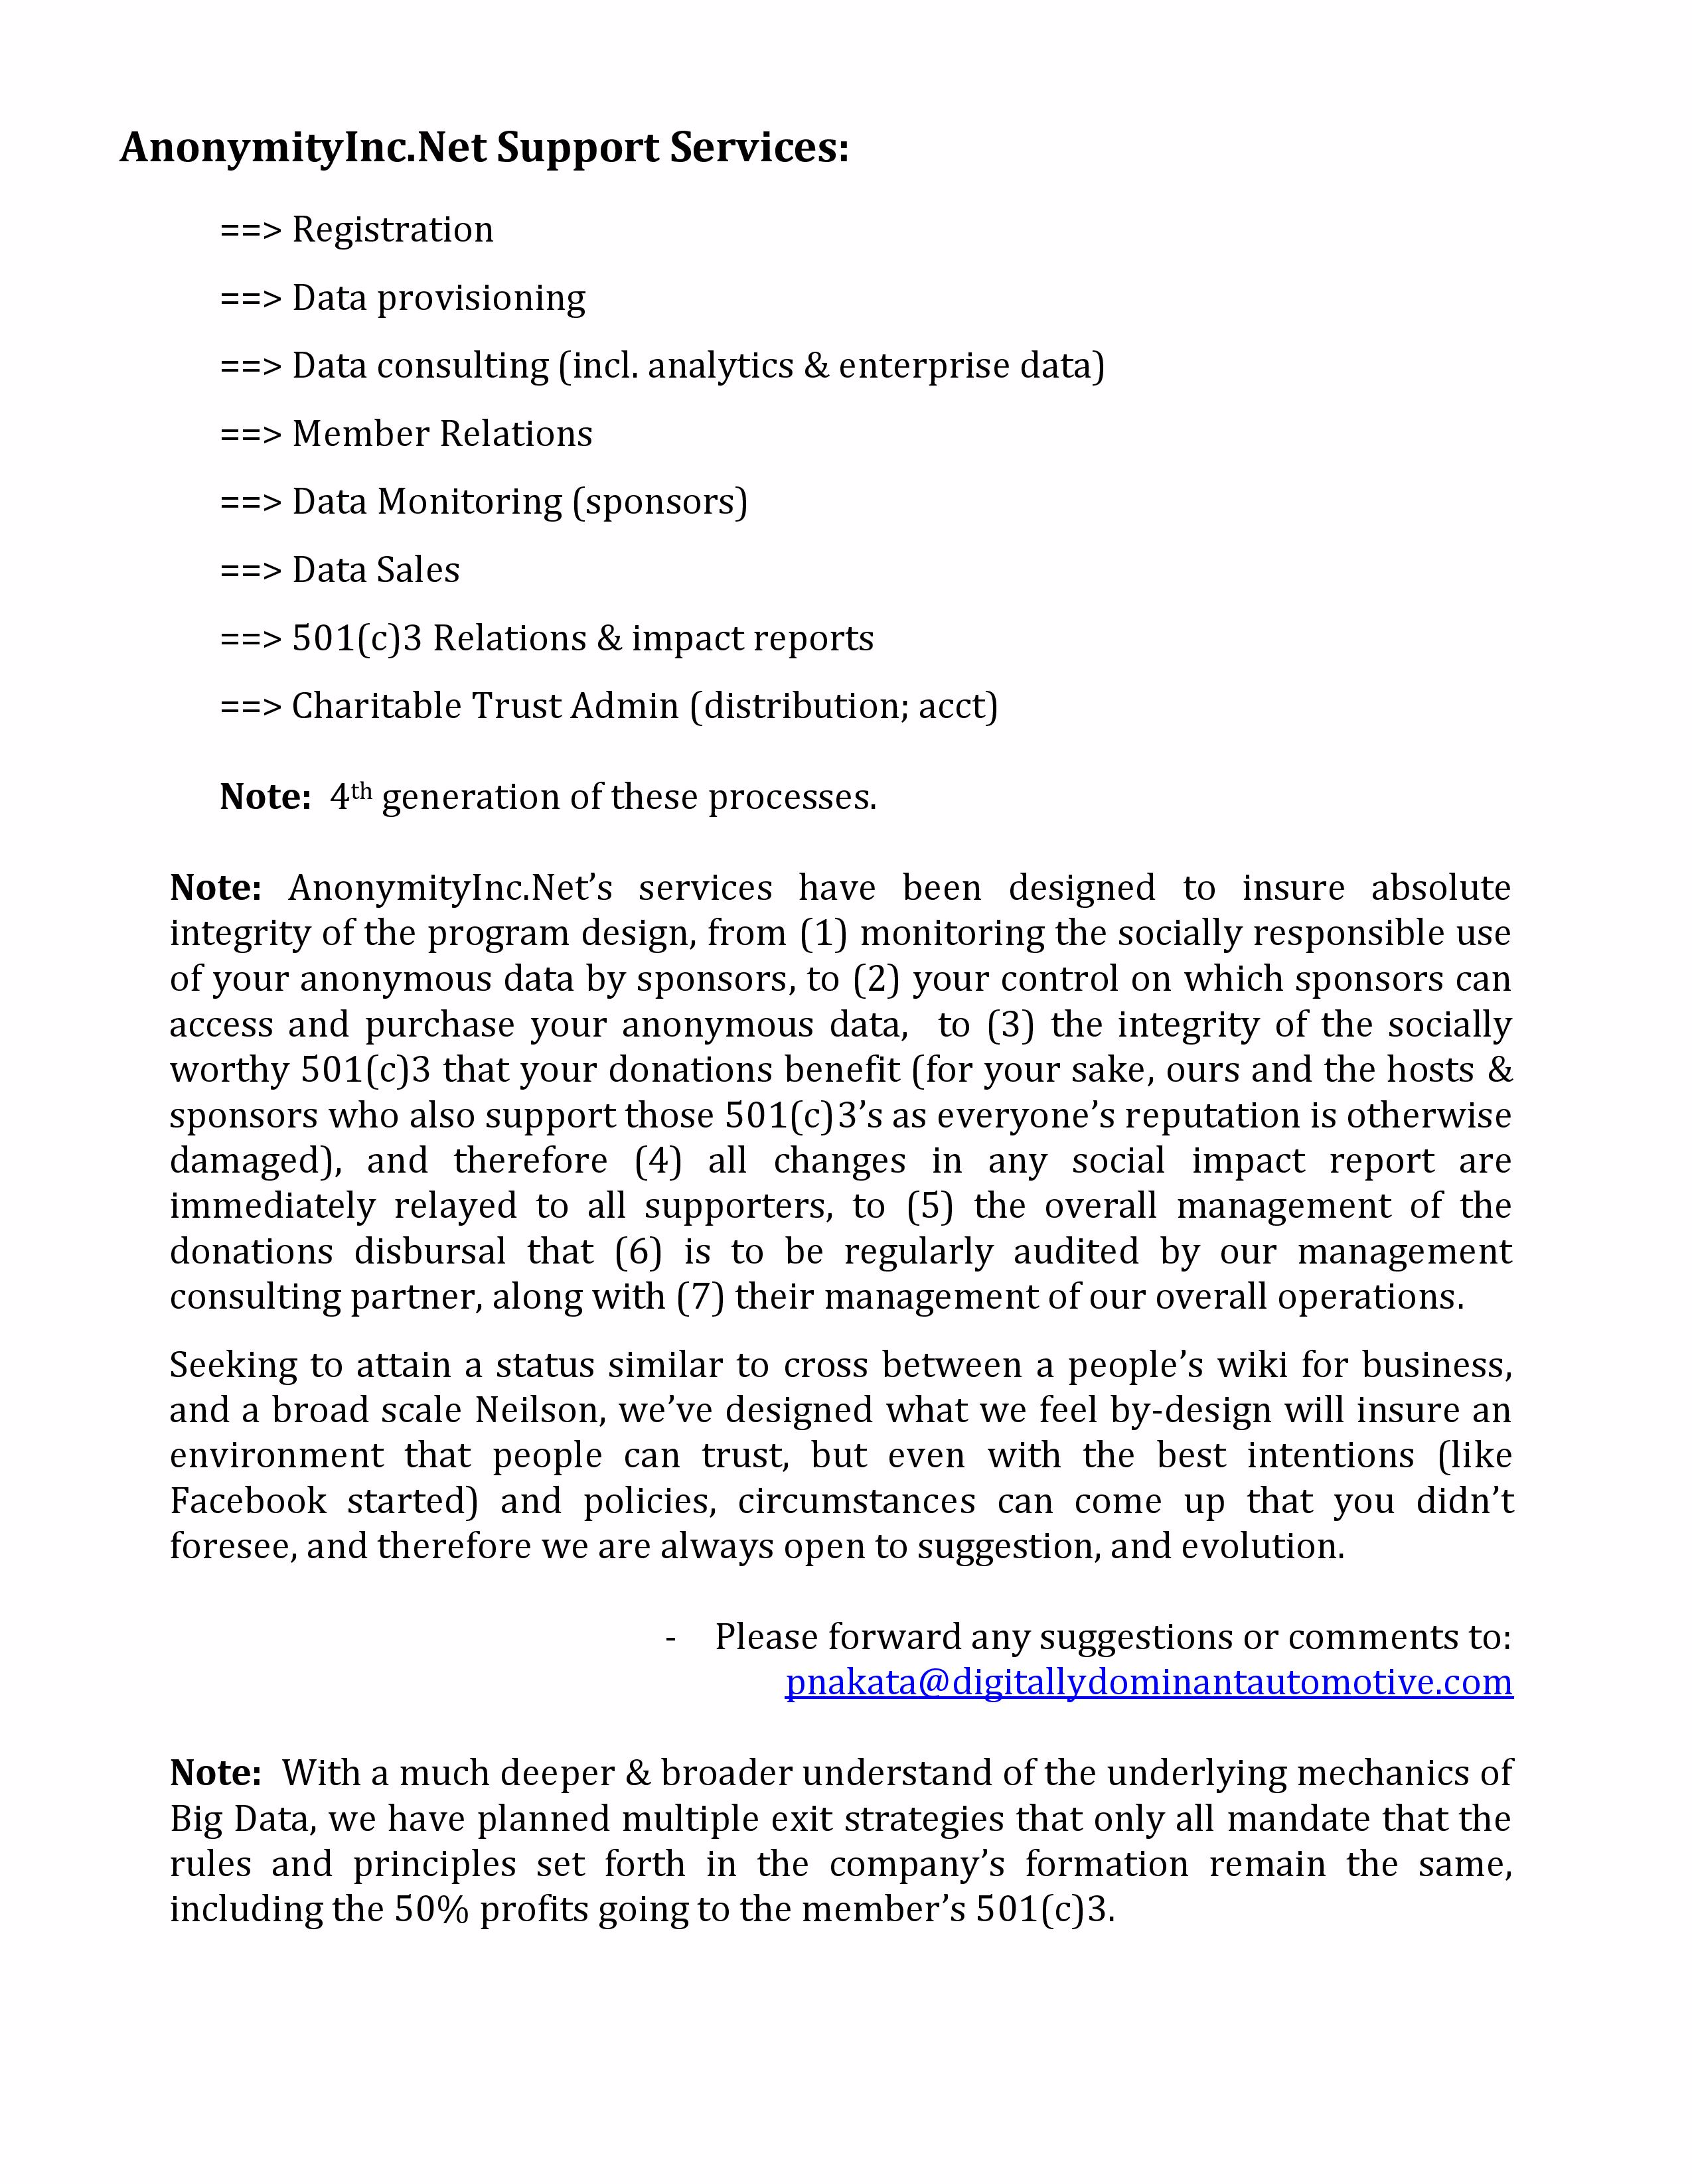 AnonymityInc.Net Support Services:
==> Registration
==> Data provisioning
==> Data consulting (incl. analytics & enterprise data)
==> Member Relations
==> Data Monitoring (sponsors)
==> Data Sales
==> 501(c)3 Relations & impact reports
==> Charitable Trust Admin (distribution; acct)
Note: 4th generation of these processes.
Note: AnonymityInc.Net’s services have been designed to insure absolute
integrity of the program design, from (1) monitoring the socially responsible use
of your anonymous data by sponsors, to (2) your control on which sponsors can
access and purchase your anonymous data, to (3) the integrity of the socially
worthy 501(c)3 that your donations benefit (for your sake, ours and the hosts &
sponsors who also support those 501(c)3’s as everyone’s reputation is otherwise
damaged), and therefore (4) all changes in any social impact report are
immediately relayed to all supporters, to (5) the overall management of the
donations disbursal that (6) is to be regularly audited by our management
consulting partner, along with (7) their management of our overall operations.
Seeking to attain a status similar to cross between a people’s wiki for business,
and a broad scale Neilson, we’ve designed what we feel by-design will insure an
environment that people can trust, but even with the best intentions (like
Facebook started) and policies, circumstances can come up that you didn’t
foresee, and therefore we are always open to suggestion, and evolution.
- Please forward any suggestions or comments to:
pnakata@digitallydominantautomotive.com
Note: With a much deeper & broader understand of the underlying mechanics of
Big Data, we have planned multiple exit strategies that only all mandate that the
rules and principles set forth in the company’s formation remain the same,
including the 50% profits going to the member’s 501(c)3.